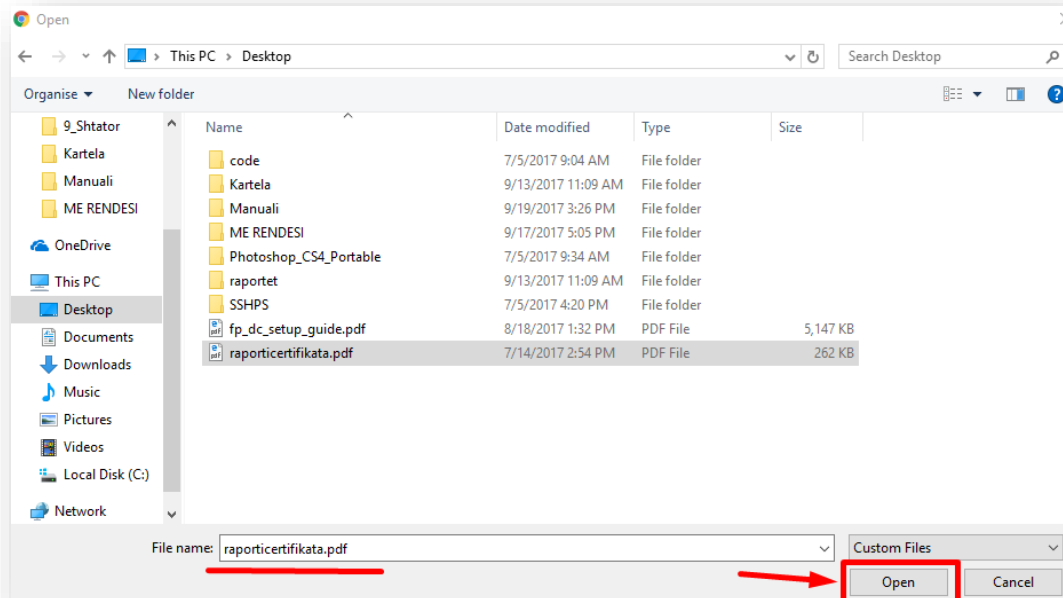 Open
This PC > Desktop
Search Desktop
Organise
New folder
?
9_Shtator
Kartela
Manuali
ME RENDESI
OneDrive
This PC
Desktop
Documents
Downloads
Music
Pictures
Videos
Local Disk (C:)
Network
Name Date modified Type Size
code 7/5/2017 9:04 AM File folder
Kartela 9/13/2017 11:09 AM File folder
Manuali 9/19/2017 3:26 PM File folder
ME RENDESI 9/17/2017 5:05 PM File folder
Photoshop_CS4_Portable 7/5/2017 9:34 AM File folder
raportet 9/13/2017 11:09 AM File folder
SSHPS 7/5/2017 4:20 PM File folder
fp_dc_setup_guide.pdf 8/18/2017 1:32 PM PDF File 5,147 KB
raporticertifikata.pdf 7/14/2017 2:54 PM PDF File 262 KB
File name: raporticertifikata.pdf
Custom Files
Open
Cancel